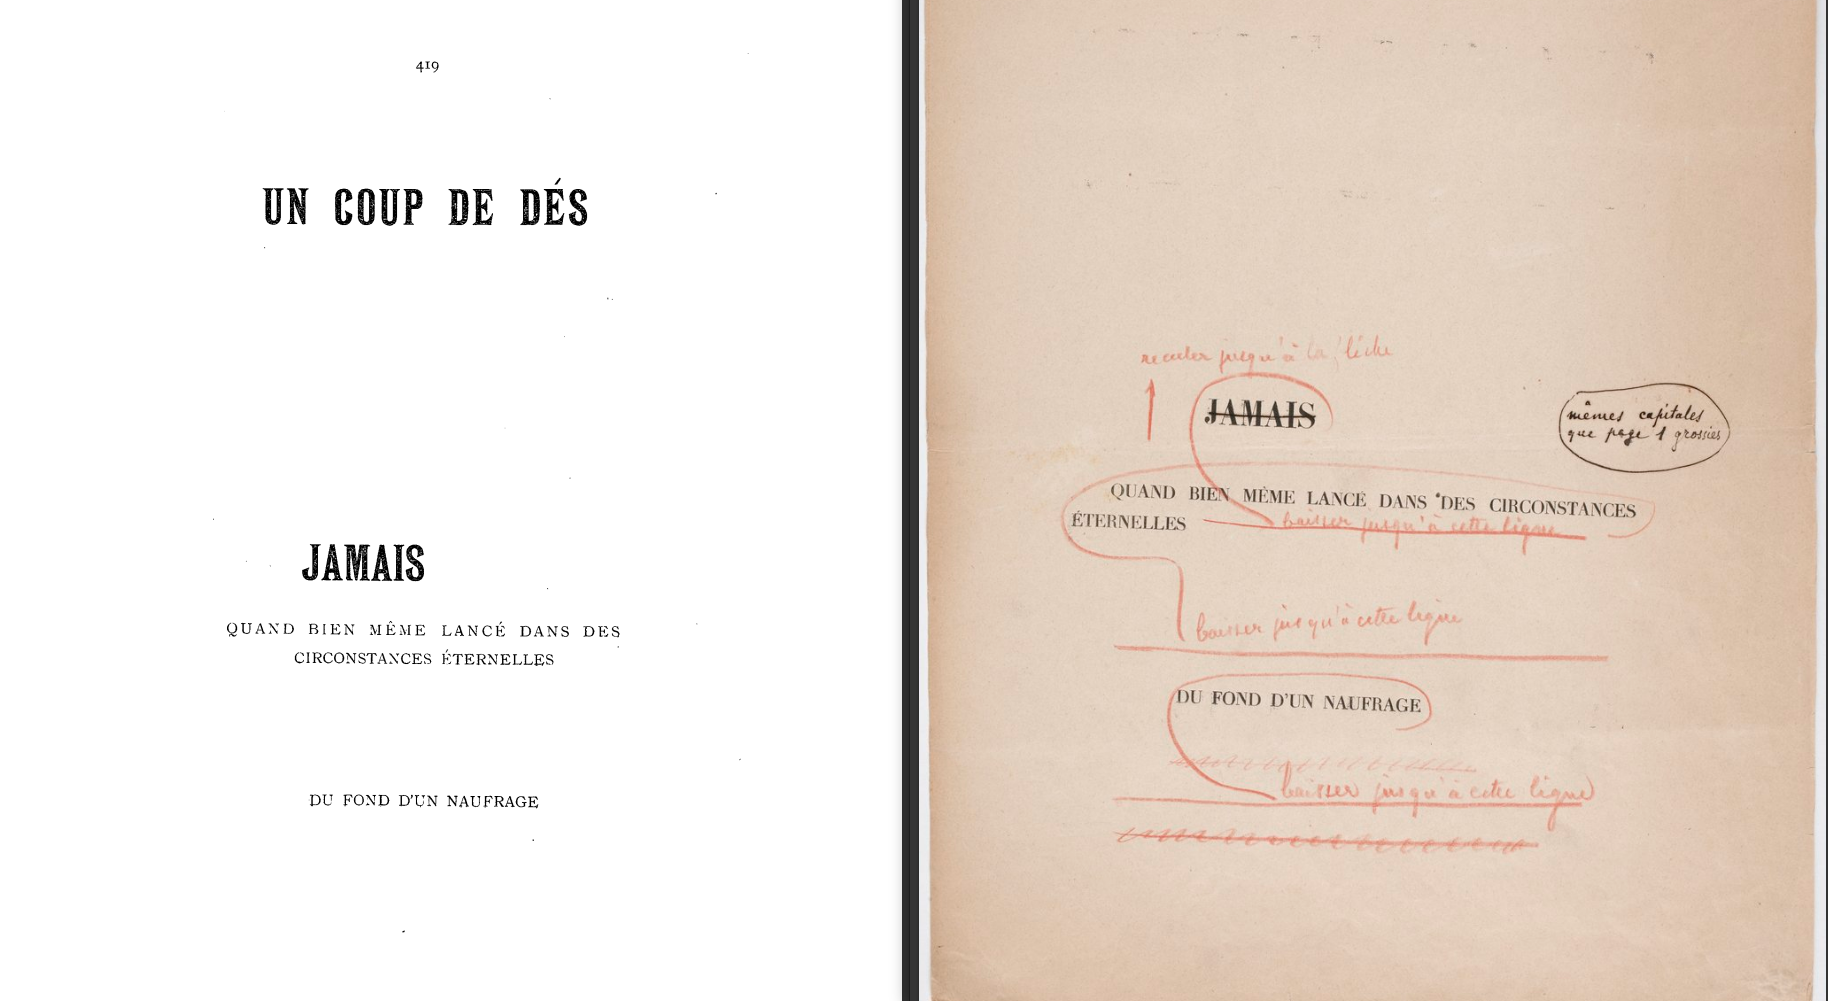 419
UN COUP DE DÉS
JAMAIS
QUAND BIEN MÊME LANCÉ DANS DES
CIRCONSTANCES ÉTERNELLES
DU FOND D'UN NAUFRAGE
reculer jusqu'à la flèche
JAMAIS
mêmes capitales
que page 1 grossies
QUAND BIEN MÊME LANCÉ DANS DES CIRCONSTANCES
ÉTERNELLES
baisser jusqu'à cette ligne
baisser jusqu'à cette ligne
DU FOND D'UN NAUFRAGE
baisser jusqu'à cette ligne